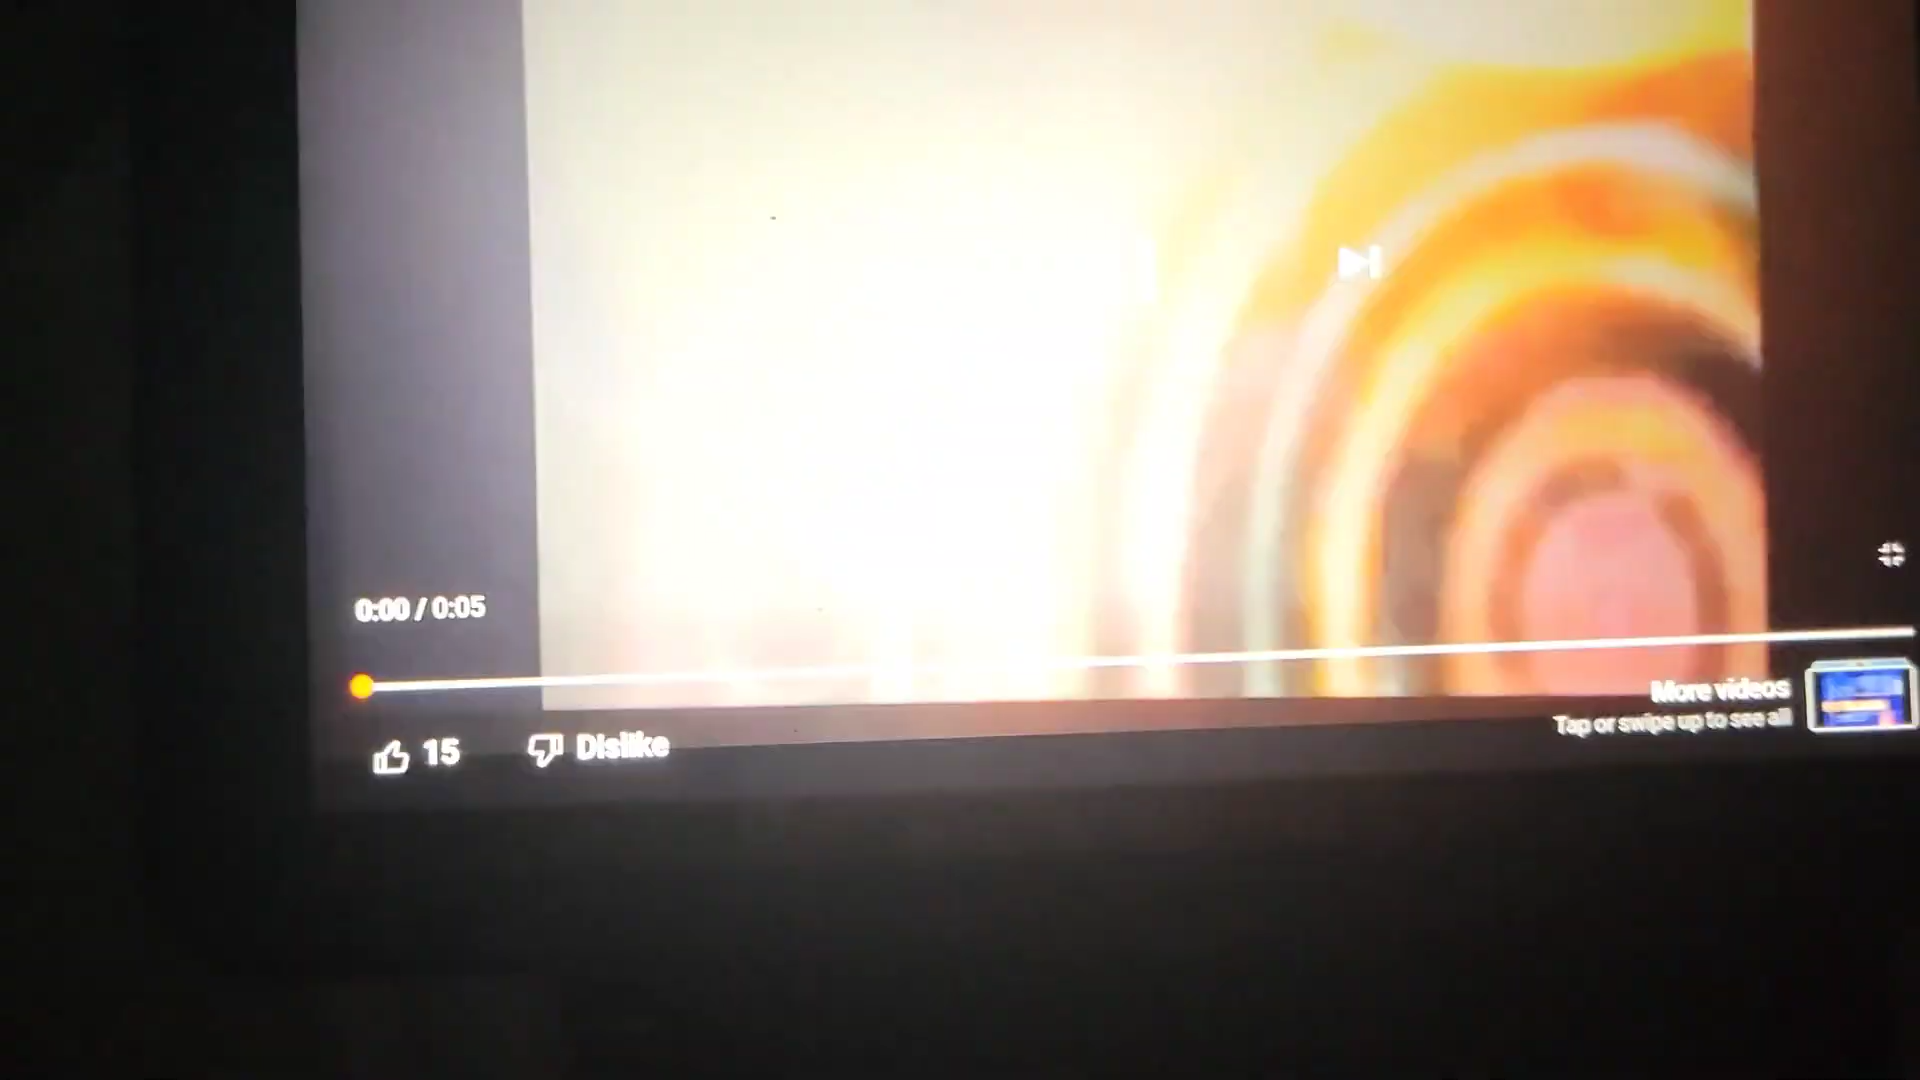 0:00 / 0:05
15
Dislike
More videos
Tap or swipe up to see all